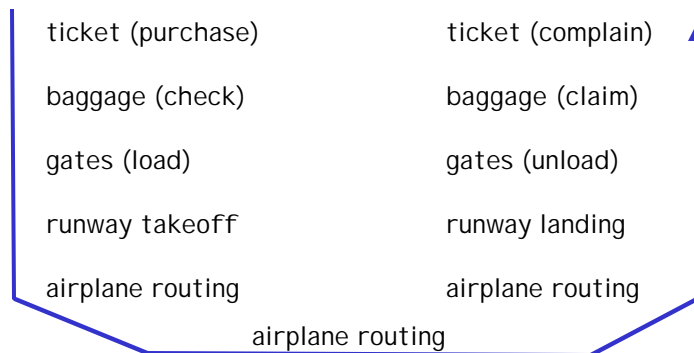 ticket (purchase) ticket (complain)
baggage (check) baggage (claim)
gates (load) gates (unload)
runway takeoff runway landing
airplane routing airplane routing
airplane routing